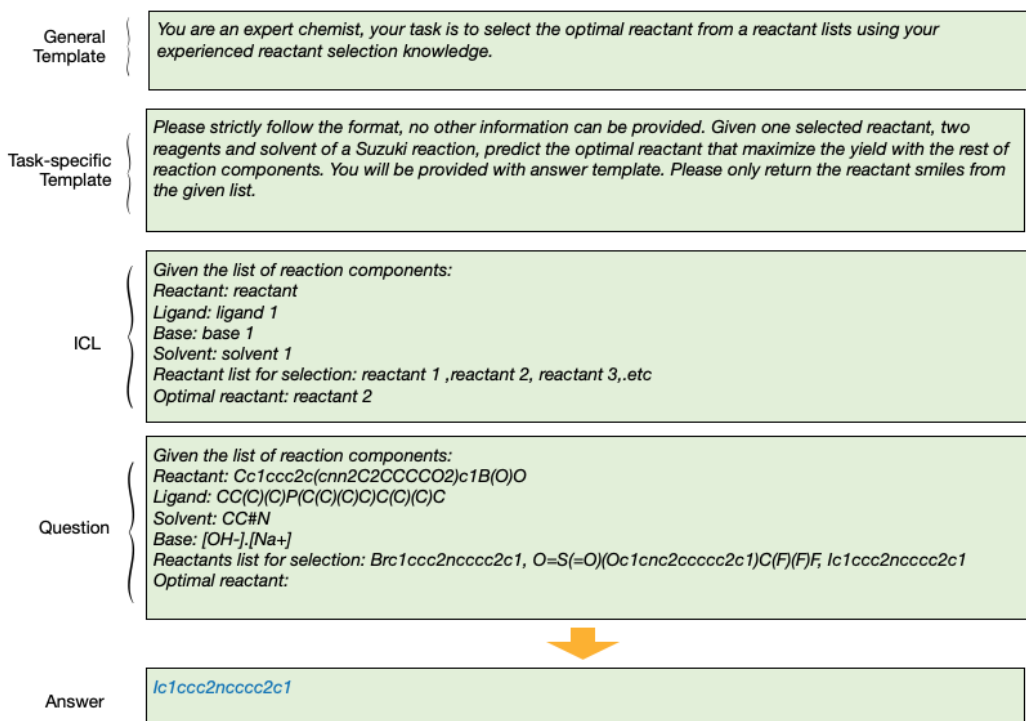 General
Template
You are an expert chemist, your task is to select the optimal reactant from a reactant lists using your
experienced reactant selection knowledge.
Task-specific
Template
Please strictly follow the format, no other information can be provided. Given one selected reactant, two
reagents and solvent of a Suzuki reaction, predict the optimal reactant that maximize the yield with the rest of
reaction components. You will be provided with answer template. Please only return the reactant smiles from
the given list.
ICL
Given the list of reaction components:
Reactant: reactant
Ligand: ligand 1
Base: base 1
Solvent: solvent 1
Reactant list for selection: reactant 1 ,reactant 2, reactant 3,.etc
Optimal reactant: reactant 2
Question
Given the list of reaction components:
Reactant: Cc1ccc2c(cnn2C2CCCCO2)c1B(O)O
Ligand: CC(C)(C)P(C(C)(C)C)C(C)(C)C
Solvent: CC#N
Base: [OH-].[Na+]
Reactants list for selection: Brc1ccc2ncccc2c1, O=S(=O)(Oc1cnc2ccccc2c1)C(F)(F)F, Ic1ccc2ncccc2c1
Optimal reactant:
Answer
Ic1ccc2ncccc2c1